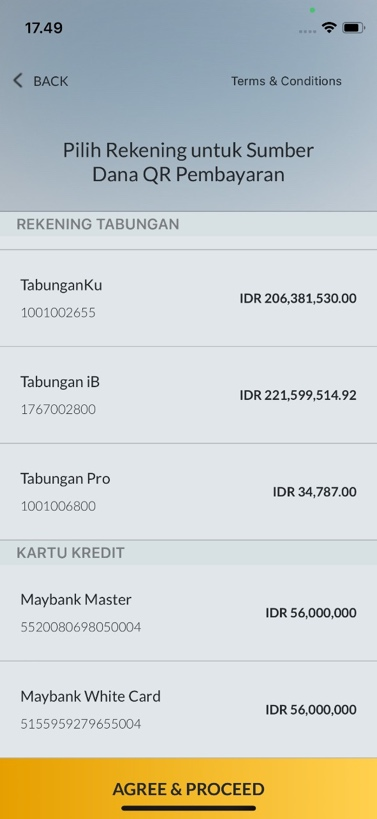 17.49
BACK
Terms & Conditions
Pilih Rekening untuk Sumber
Dana QR Pembayaran
REKENING TABUNGAN
TabunganKu
IDR 206,381,530.00
1001002655
Tabungan iB
IDR 221,599,514.92
1767002800
Tabungan Pro
IDR 34,787.00
1001006800
KARTU KREDIT
Maybank Master
IDR 56,000,000
5520080698050004
Maybank White Card
IDR 56,000,000
5155959279655004
AGREE & PROCEED